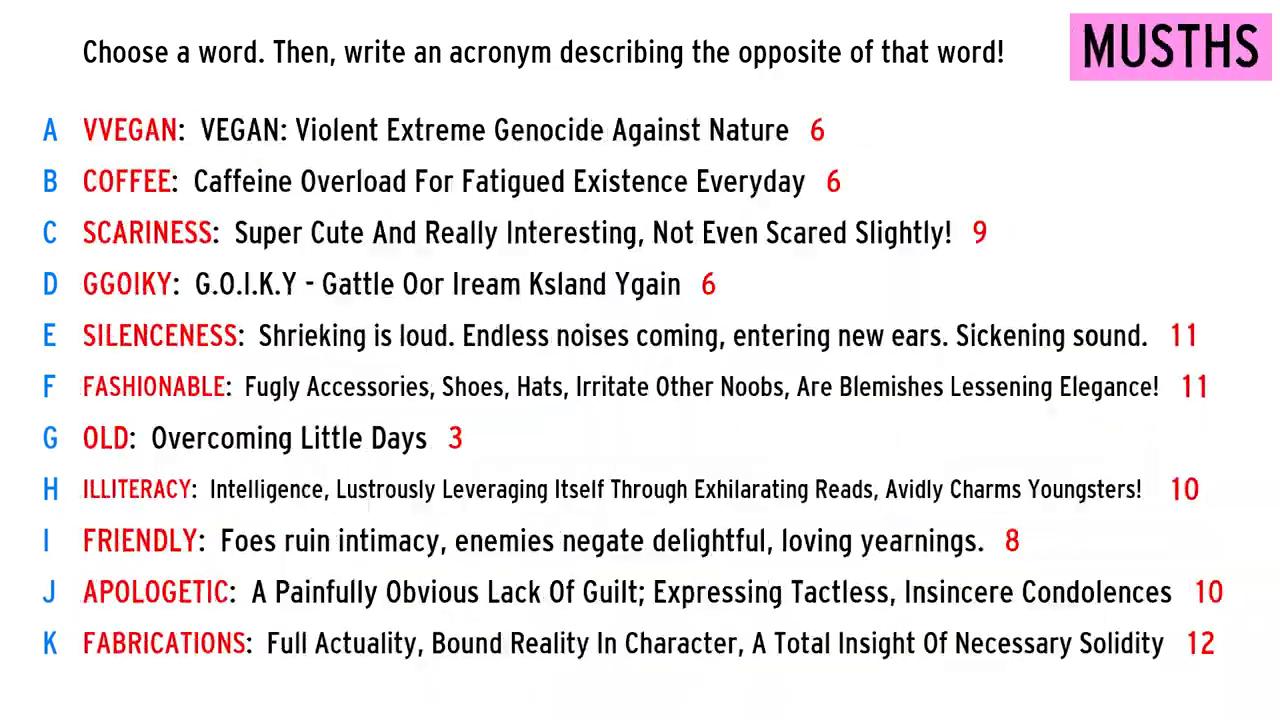 Choose a word. Then, write an acronym describing the opposite of that word!
MUSTHS
A VVEGAN: VEGAN: Violent Extreme Genocide Against Nature 6
B COFFEE: Caffeine Overload For Fatigued Existence Everyday 6
C SCARINESS: Super Cute And Really Interesting, Not Even Scared Slightly! 9
D GGOIKY: G.O.I.K.Y - Gattle Oor Iream Ksland Ygain 6
E SILENCENESS: Shrieking is loud. Endless noises coming, entering new ears. Sickening sound. 11
F FASHIONABLE: Fugly Accessories, Shoes, Hats, Irritate Other Noobs, Are Blemishes Lessening Elegance! 11
G OLD: Overcoming Little Days 3
H ILLITERACY: Intelligence, Lustrously Leveraging Itself Through Exhilarating Reads, Avidly Charms Youngsters! 10
I FRIENDLY: Foes ruin intimacy, enemies negate delightful, loving yearnings. 8
J APOLOGETIC: A Painfully Obvious Lack Of Guilt; Expressing Tactless, Insincere Condolences 10
K FABRICATIONS: Full Actuality, Bound Reality In Character, A Total Insight Of Necessary Solidity 12